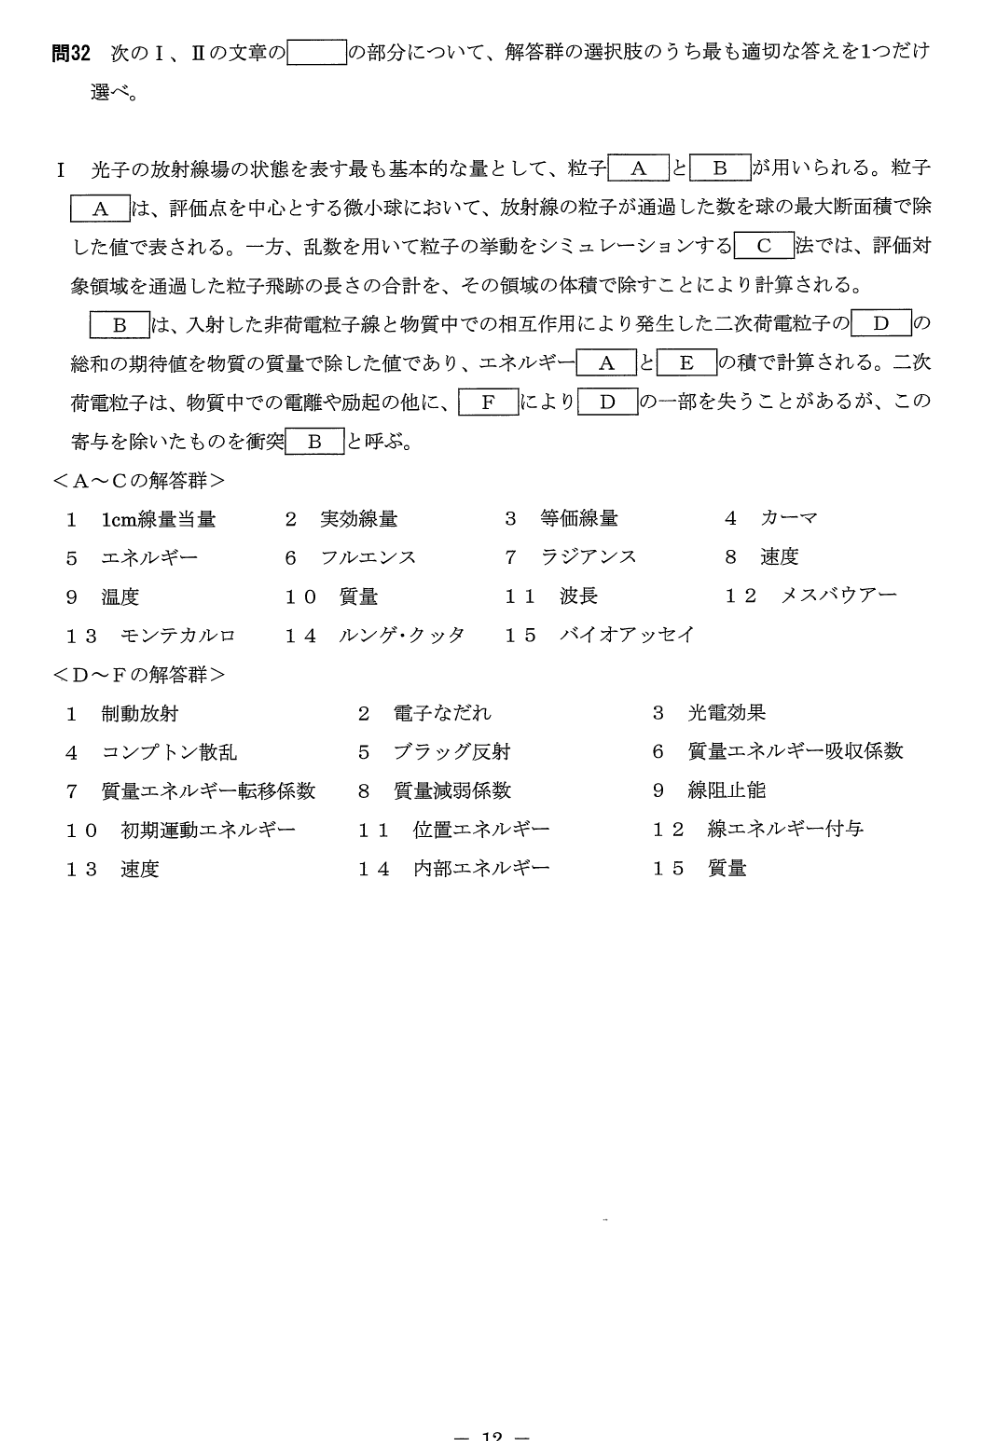 問32　次のⅠ、Ⅱの文章の　　　の部分について、解答群の選択肢のうち最も適切な答えを1つだけ
選べ。
Ⅰ　光子の放射線場の状態を表す最も基本的な量として、粒子 A と B が用いられる。粒子
A は、評価点を中心とする微小球において、放射線の粒子が通過した数を球の最大断面積で除
した値で表される。一方、乱数を用いて粒子の挙動をシミュレーションする C 法では、評価対
象領域を通過した粒子飛跡の長さの合計を、その領域の体積で除すことにより計算される。
B は、入射した非荷電粒子線と物質中での相互作用により発生した二次荷電粒子の D の
総和の期待値を物質の質量で除した値であり、エネルギー A と E の積で計算される。二次
荷電粒子は、物質中での電離や励起の他に、 F により D の一部を失うことがあるが、この
寄与を除いたものを衝突 B と呼ぶ。
＜A～Cの解答群＞
1　1cm線量当量　2　実効線量　3　等価線量　4　カーマ
5　エネルギー　6　フルエンス　7　ラジアンス　8　速度
9　温度　10　質量　11　波長　12　メスバウアー
13　モンテカルロ　14　ルンゲ・クッタ　15　バイオアッセイ
＜D～Fの解答群＞
1　制動放射　2　電子なだれ　3　光電効果
4　コンプトン散乱　5　ブラッグ反射　6　質量エネルギー吸収係数
7　質量エネルギー転移係数　8　質量減弱係数　9　線阻止能
10　初期運動エネルギー　11　位置エネルギー　12　線エネルギー付与
13　速度　14　内部エネルギー　15　質量
－ 12 －